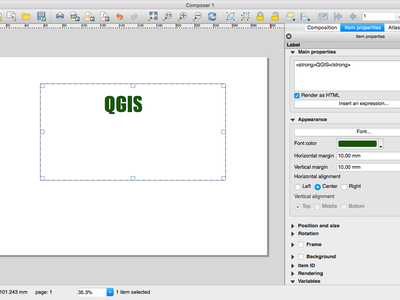 Composer 1
1
Composition
Item properties
Atlas
Item properties
Label
Main properties
<strong>QGIS</strong>
Render as HTML
Insert an expression...
Appearance
Font...
Font color
Horizontal margin 10,00 mm
Vertical margin 10,00 mm
Horizontal alignment
Left Center Right
Vertical alignment
Top Middle Bottom
Position and size
Rotation
Frame
Background
Item ID
Rendering
Variables
QGIS
101.243 mm page: 1 36.3% 1 item selected